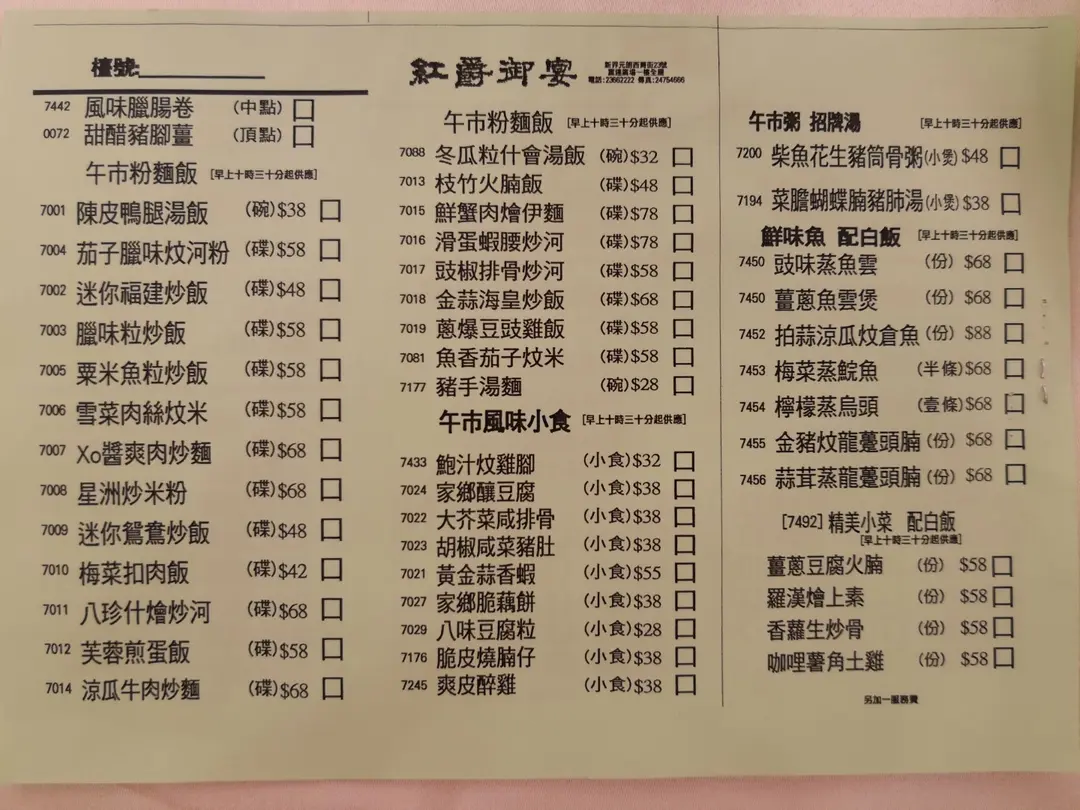 檯號:
7442 風味臘腸卷 (中點) □
0072 甜醋豬腳薑 (頂點) □
午市粉麵飯 [早上十時三十分起供應]
7001 陳皮鴨腿湯飯 (碗)$38 □
7004 茄子臘味炆河粉 (碟)$58 □
7002 迷你福建炒飯 (碟)$48 □
7003 臘味粒炒飯 (碟)$58 □
7005 粟米魚粒炒飯 (碟)$58 □
7006 雪菜肉絲炆米 (碟)$58 □
7007 Xo醬爽肉炒麵 (碟)$68 □
7008 星洲炒米粉 (碟)$68 □
7009 迷你鴛鴦炒飯 (碟)$48 □
7010 梅菜扣肉飯 (碟)$42 □
7011 八珍什燴炒河 (碟)$68 □
7012 芙蓉煎蛋飯 (碟)$58 □
7014 涼瓜牛肉炒麵 (碟)$68 □
紅爵御宴
電話:23662222 傳真:24754666
午市粉麵飯 [早上十時三十分起供應]
7088 冬瓜粒什會湯飯 (碗)$32 □
7013 枝竹火腩飯 (碟)$48 □
7015 鮮蟹肉燴伊麵 (碟)$78 □
7016 滑蛋蝦腰炒河 (碟)$78 □
7017 豉椒排骨炒河 (碟)$58 □
7018 金蒜海皇炒飯 (碟)$68 □
7019 蔥爆豆豉雞飯 (碟)$58 □
7081 魚香茄子炆米 (碟)$58 □
7177 豬手湯麵 (碗)$28 □
午市風味小食 [早上十時三十分起供應]
7433 鮑汁炆雞腳 (小食)$32 □
7024 家鄉釀豆腐 (小食)$38 □
7022 大芥菜咸排骨 (小食)$38 □
7023 胡椒咸菜豬肚 (小食)$38 □
7021 黃金蒜香蝦 (小食)$55 □
7027 家鄉脆藕餅 (小食)$38 □
7029 八味豆腐粒 (小食)$28 □
7176 脆皮燒腩仔 (小食)$38 □
7245 爽皮醉雞 (小食)$38 □
午市粥 招牌湯 [早上十時三十分起供應]
7200 柴魚花生豬筒骨粥(小煲)$48 □
7194 菜膽蝴蝶腩豬肺湯(小煲)$38 □
鮮味魚 配白飯 [早上十時三十分起供應]
7450 豉味蒸魚雲 (份) $68 □
7450 薑蔥魚雲煲 (份) $68 □
7452 拍蒜涼瓜炆倉魚 (份) $88 □
7453 梅菜蒸鯇魚 (半條)$68 □
7454 檸檬蒸烏頭 (壹條)$68 □
7455 金豬炆龍躉頭腩 (份) $68 □
7456 蒜茸蒸龍躉頭腩 (份) $68 □
[7492] 精美小菜 配白飯
[早上十時三十分起供應]
薑蔥豆腐火腩 (份) $58 □
羅漢燴上素 (份) $58 □
香蘿生炒骨 (份) $58 □
咖哩薯角土雞 (份) $58 □
另加一服務費